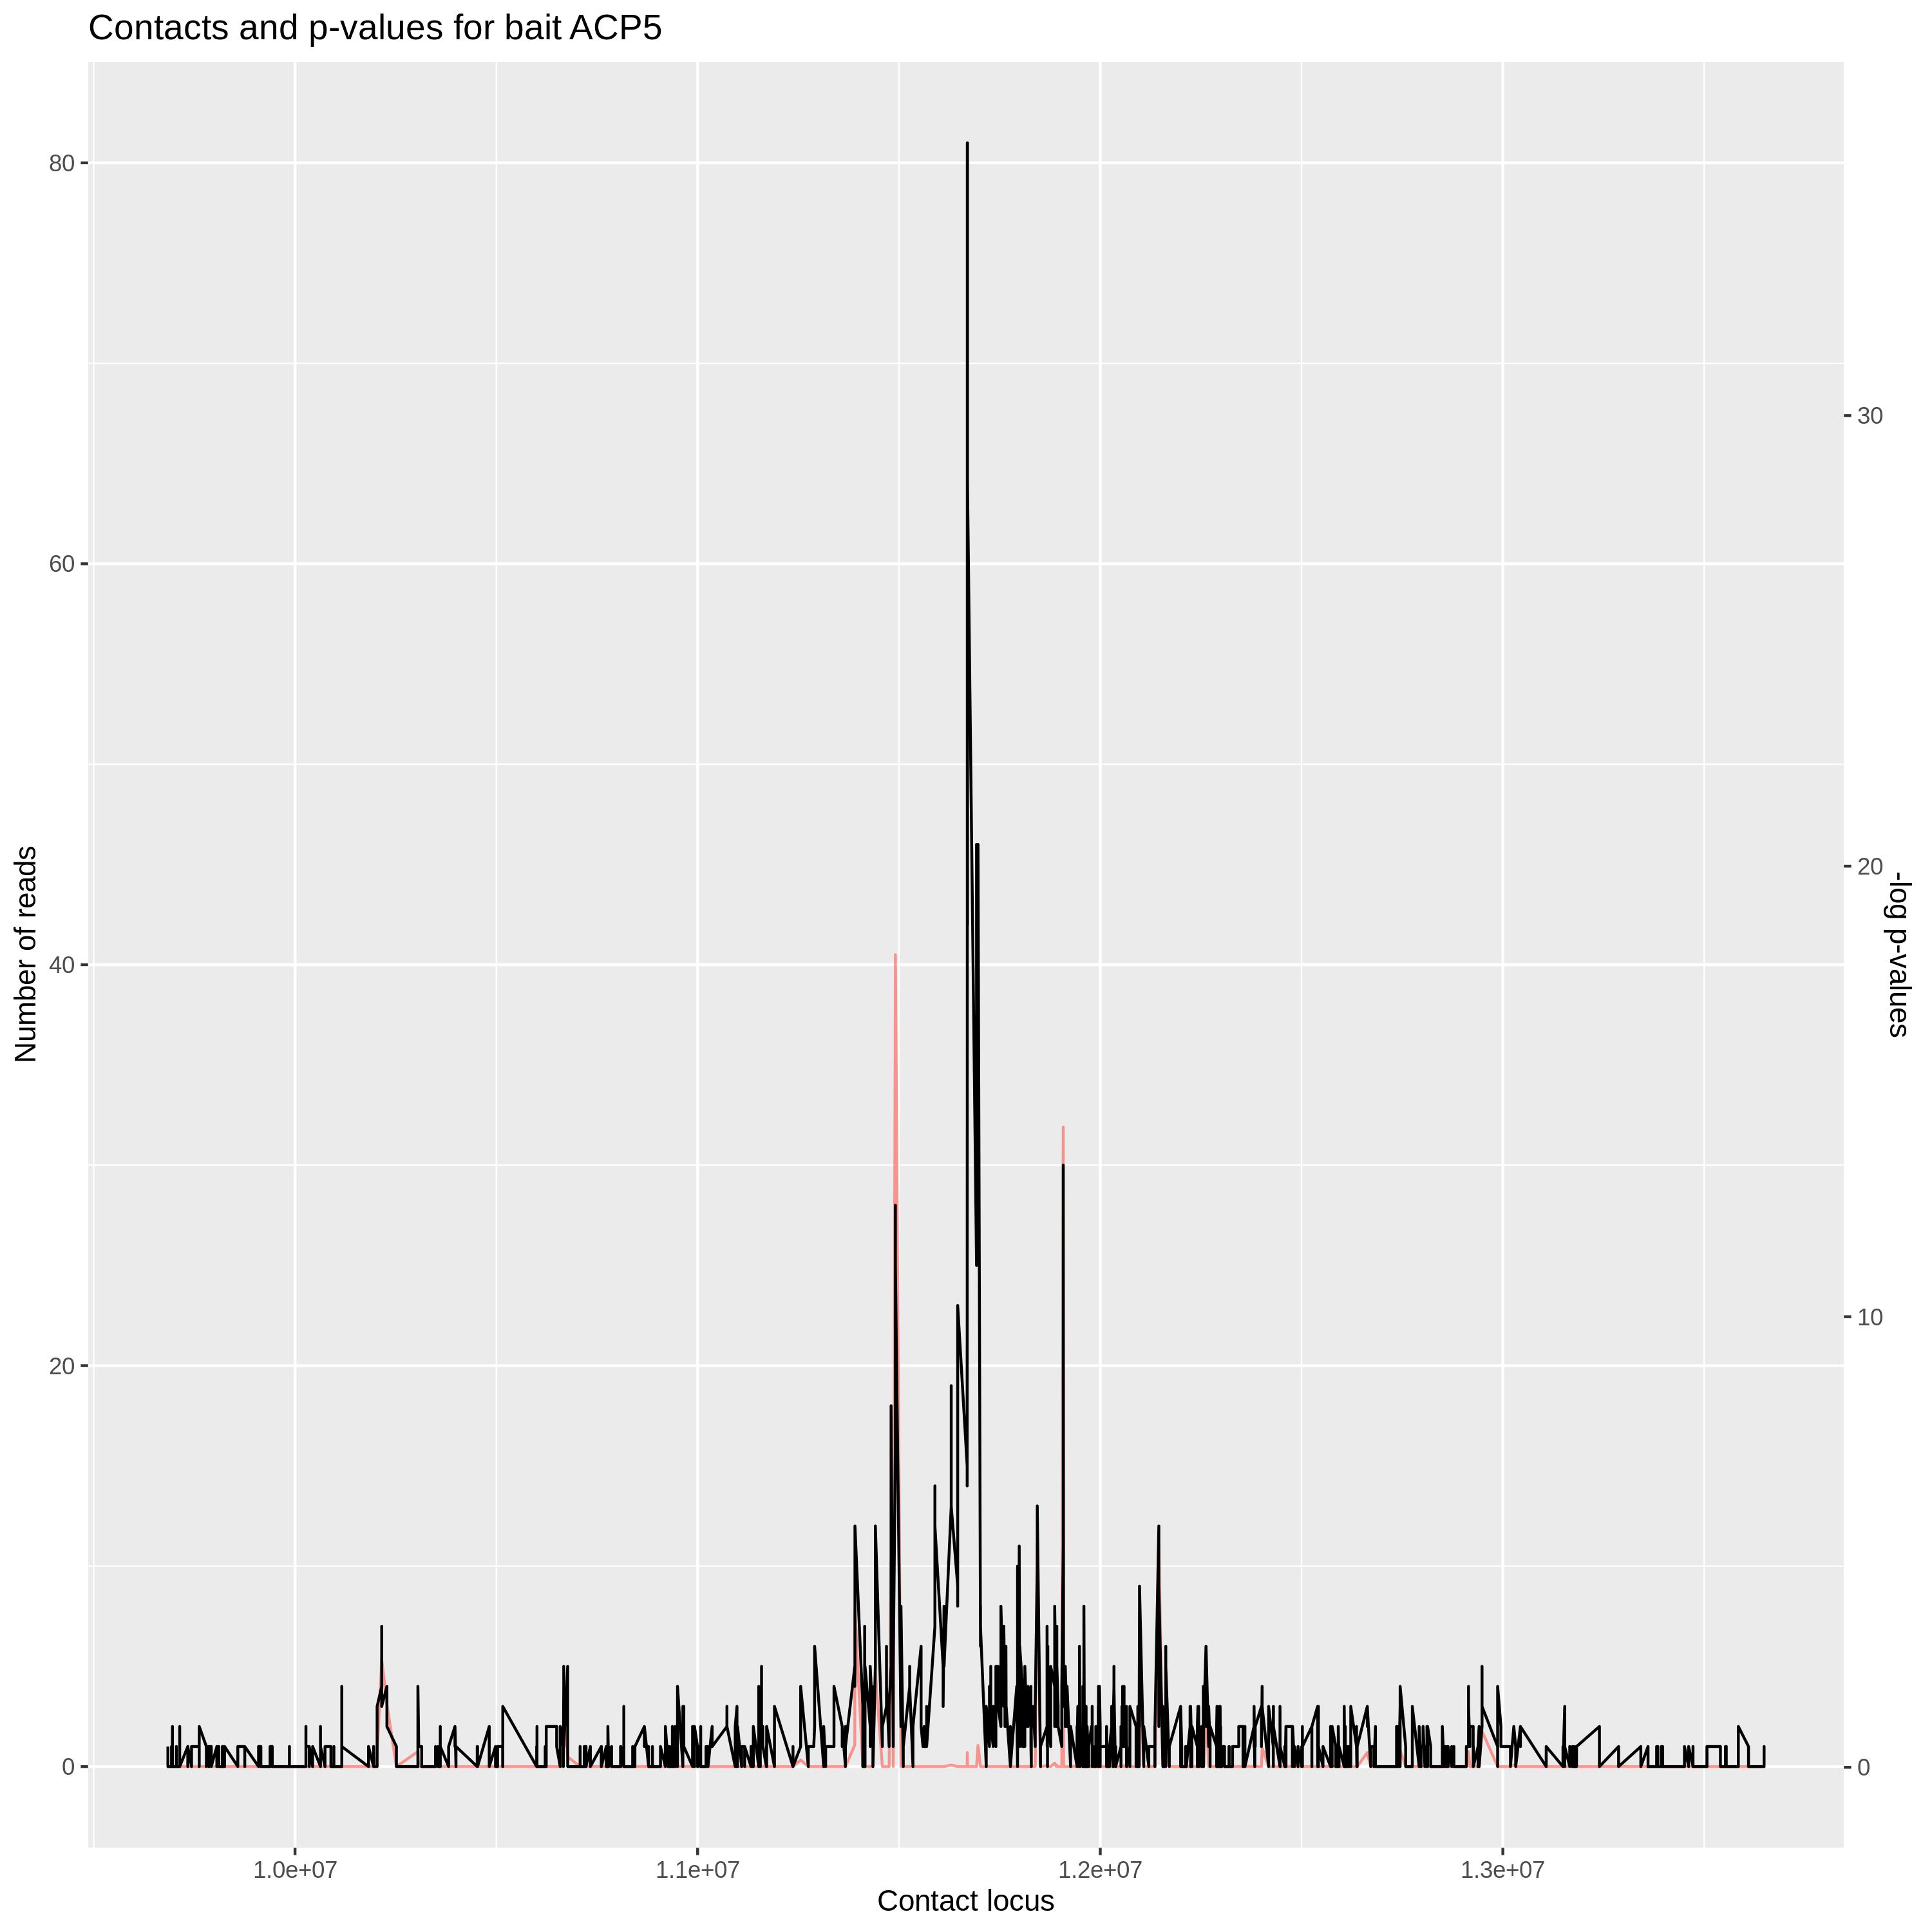 Contacts and p-values for bait ACP5
80
60
40
20
0
Number of reads
30
20
10
0
-log p-values
1.0e+07
1.1e+07
1.2e+07
1.3e+07
Contact locus